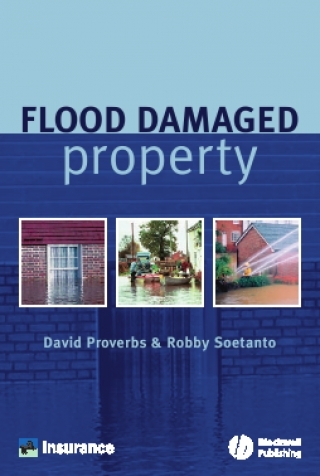 FLOOD DAMAGED
property
David Proverbs & Robby Soetanto
Insurance
Blackwell
Publishing